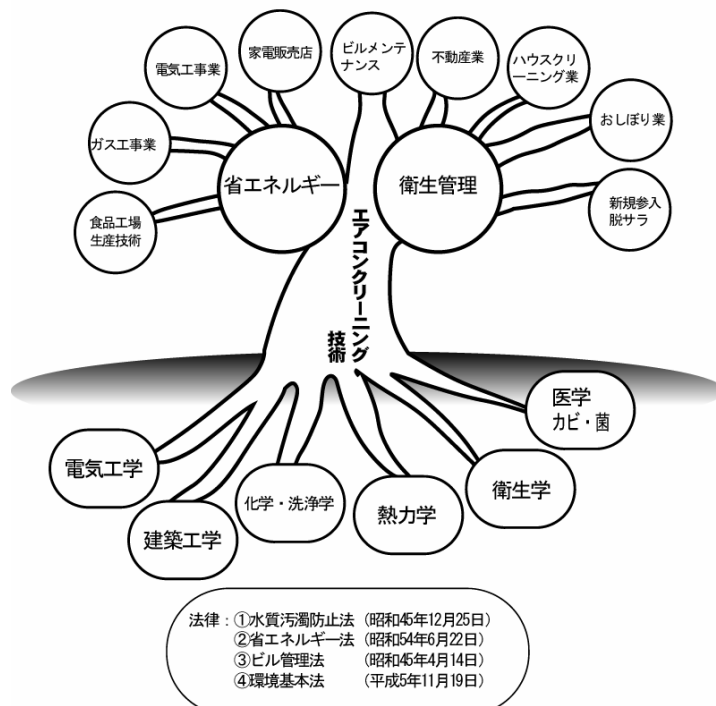 電気工事業
家電販売店
ビルメンテ
ナンス
不動産業
ハウスクリ
ーニング業
おしぼり業
ガス工事業
省エネルギー
衛生管理
食品工場
生産技術
新規参入
脱サラ
エアコンクリーニング
技術
電気工学
建築工学
化学・洗浄学
熱力学
衛生学
医学
カビ・菌
法律：①水質汚濁防止法（昭和45年12月25日）
②省エネルギー法（昭和54年6月22日）
③ビル管理法（昭和45年4月14日）
④環境基本法（平成5年11月19日）